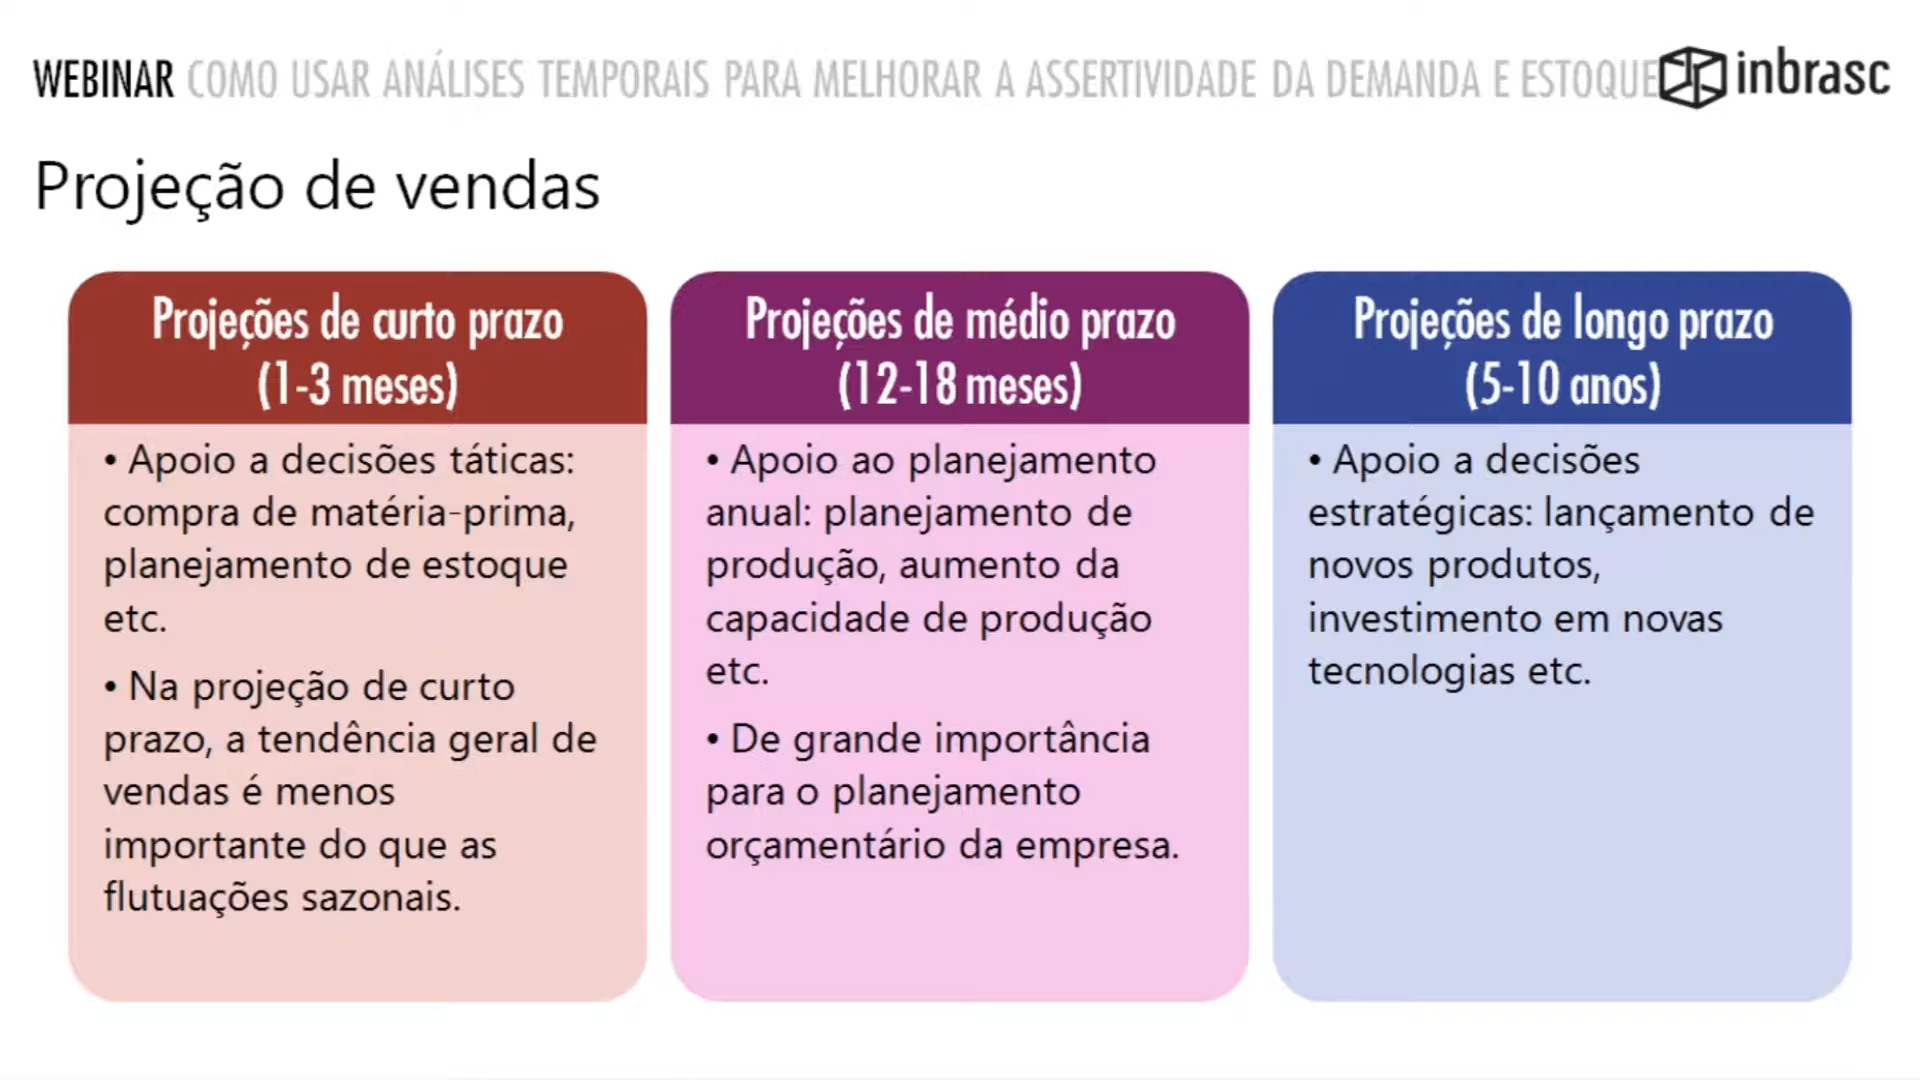 WEBINAR COMO USAR ANÁLISES TEMPORAIS PARA MELHORAR A ASSERTIVIDADE DA DEMANDA E ESTOQUE
inbrasc
Projeção de vendas
Projeções de curto prazo
(1-3 meses)
• Apoio a decisões táticas:
compra de matéria-prima,
planejamento de estoque
etc.
• Na projeção de curto
prazo, a tendência geral de
vendas é menos
importante do que as
flutuações sazonais.
Projeções de médio prazo
(12-18 meses)
• Apoio ao planejamento
anual: planejamento de
produção, aumento da
capacidade de produção
etc.
• De grande importância
para o planejamento
orçamentário da empresa.
Projeções de longo prazo
(5-10 anos)
• Apoio a decisões
estratégicas: lançamento de
novos produtos,
investimento em novas
tecnologias etc.